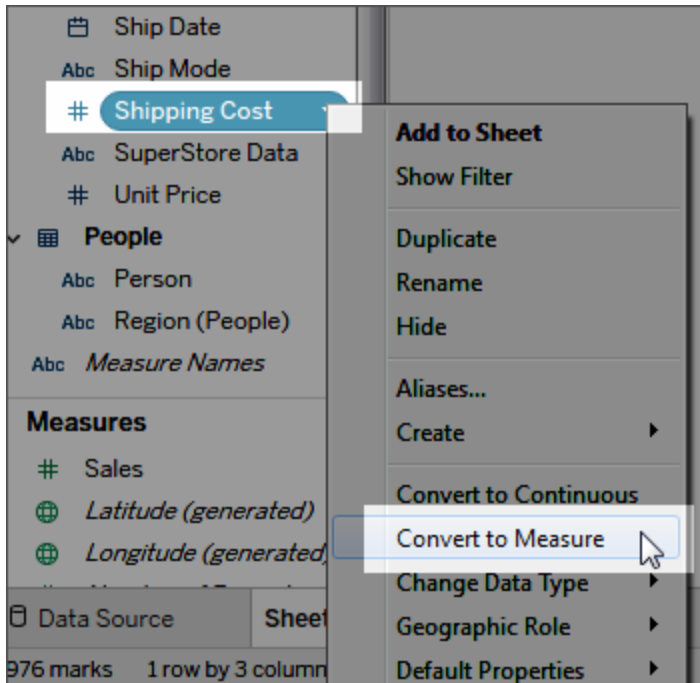 Ship Date
Abc Ship Mode
# Shipping Cost
Abc SuperStore Data
# Unit Price
People
Abc Person
Abc Region (People)
Abc Measure Names
Measures
# Sales
Latitude (generated)
Longitude (generated)
Data Source
Sheet
976 marks 1 row by 3 column
Add to Sheet
Show Filter
Duplicate
Rename
Hide
Aliases...
Create
Convert to Continuous
Convert to Measure
Change Data Type
Geographic Role
Default Properties